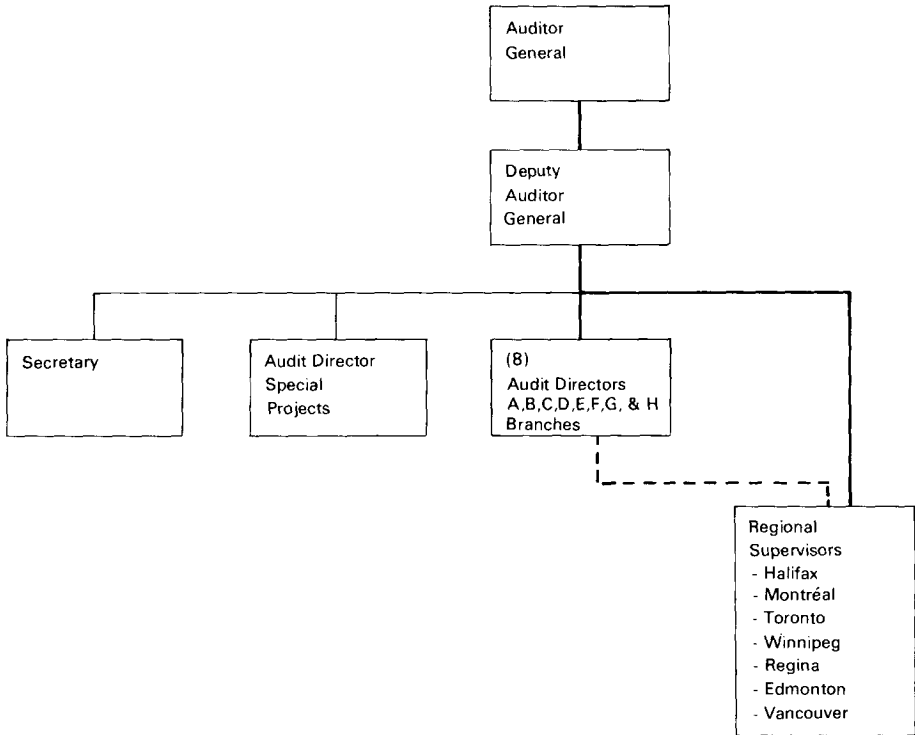 Auditor
General
Deputy
Auditor
General
Secretary
Audit Director
Special
Projects
(8)
Audit Directors
A,B,C,D,E,F,G, & H
Branches
Regional
Supervisors
- Halifax
- Montréal
- Toronto
- Winnipeg
- Regina
- Edmonton
- Vancouver